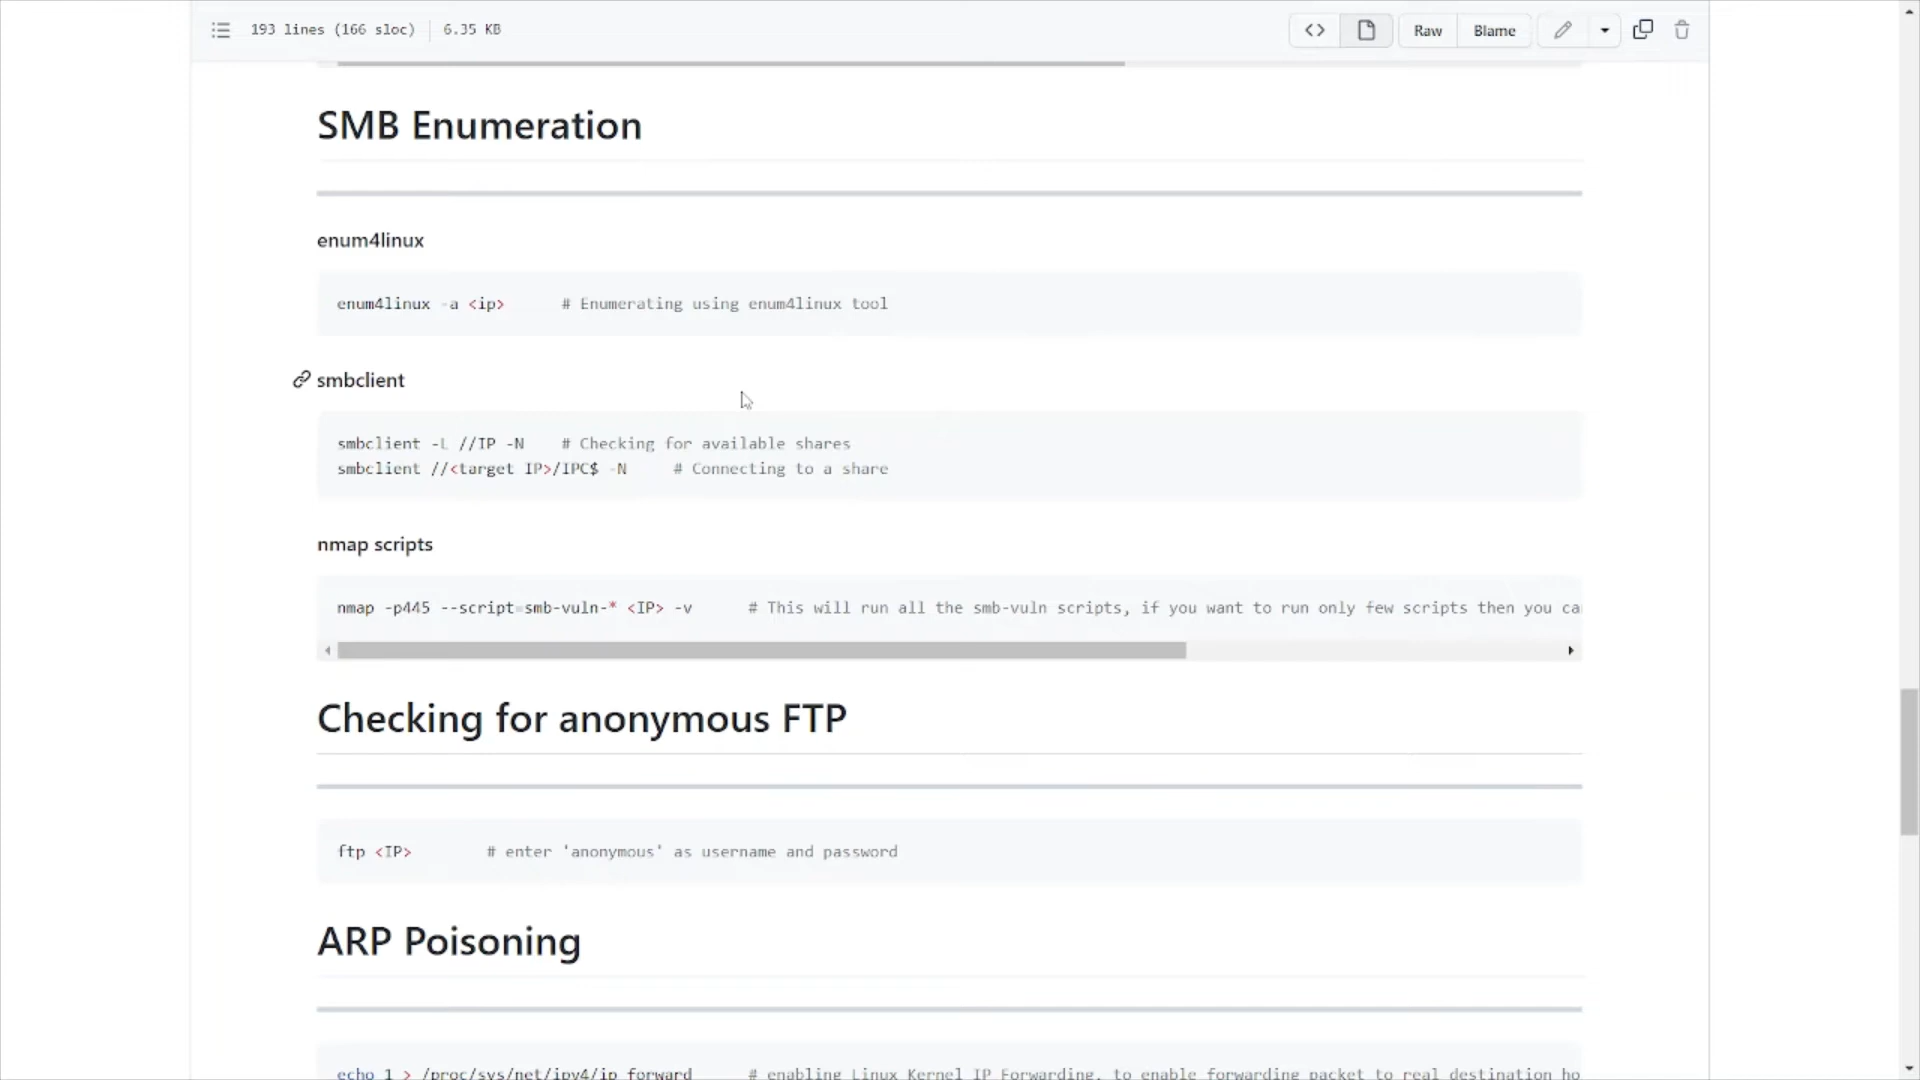 193 lines (166 sloc) 6.35 KB
Raw Blame
SMB Enumeration
enum4linux
enum4linux -a <ip> # Enumerating using enum4linux tool
smbclient
smbclient -L //IP -N # Checking for available shares
smbclient //<target IP>/IPC$ -N # Connecting to a share
nmap scripts
nmap -p445 --script=smb-vuln-* <IP> -v # This will run all the smb-vuln scripts, if you want to run only few scripts then you ca
Checking for anonymous FTP
ftp <IP> # enter 'anonymous' as username and password
ARP Poisoning
echo 1 > /proc/sys/net/ipv4/ip_forward # enabling Linux Kernel IP Forwarding, to enable forwarding packet to real destination ho